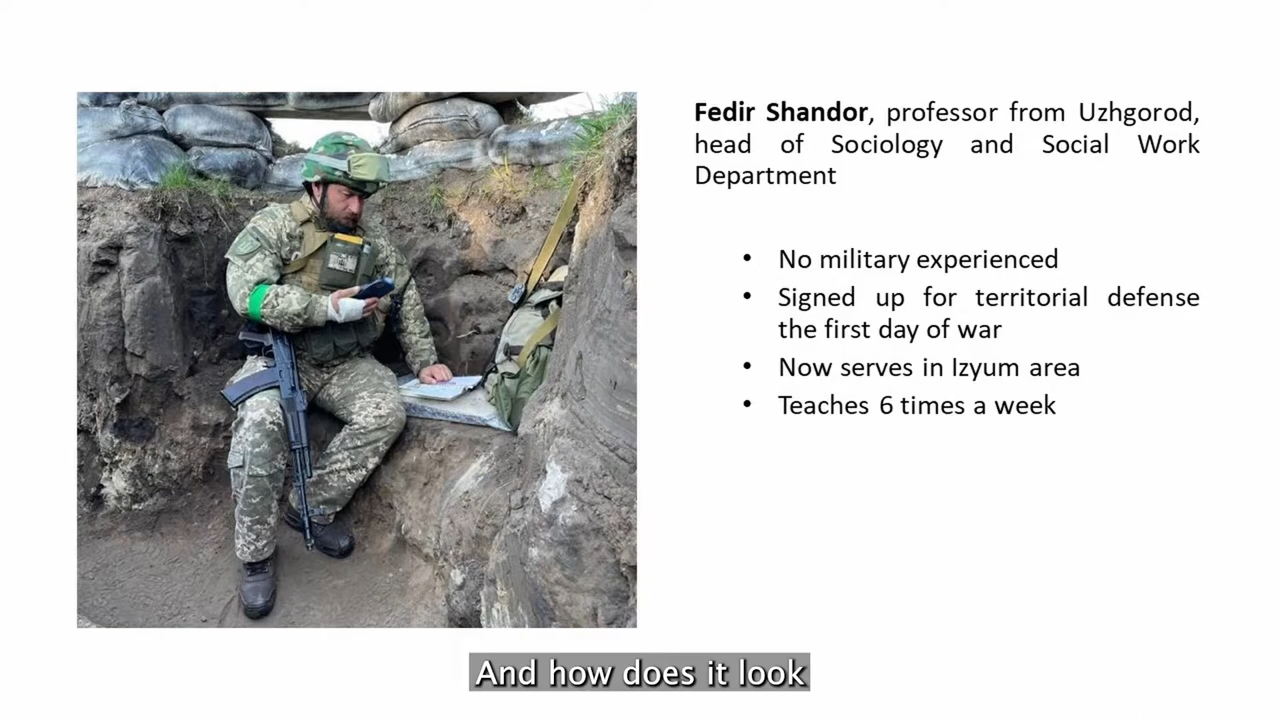 Fedir Shandor, professor from Uzhgorod,
head of Sociology and Social Work
Department
• No military experienced
• Signed up for territorial defense
the first day of war
• Now serves in Izyum area
• Teaches 6 times a week
And how does it look